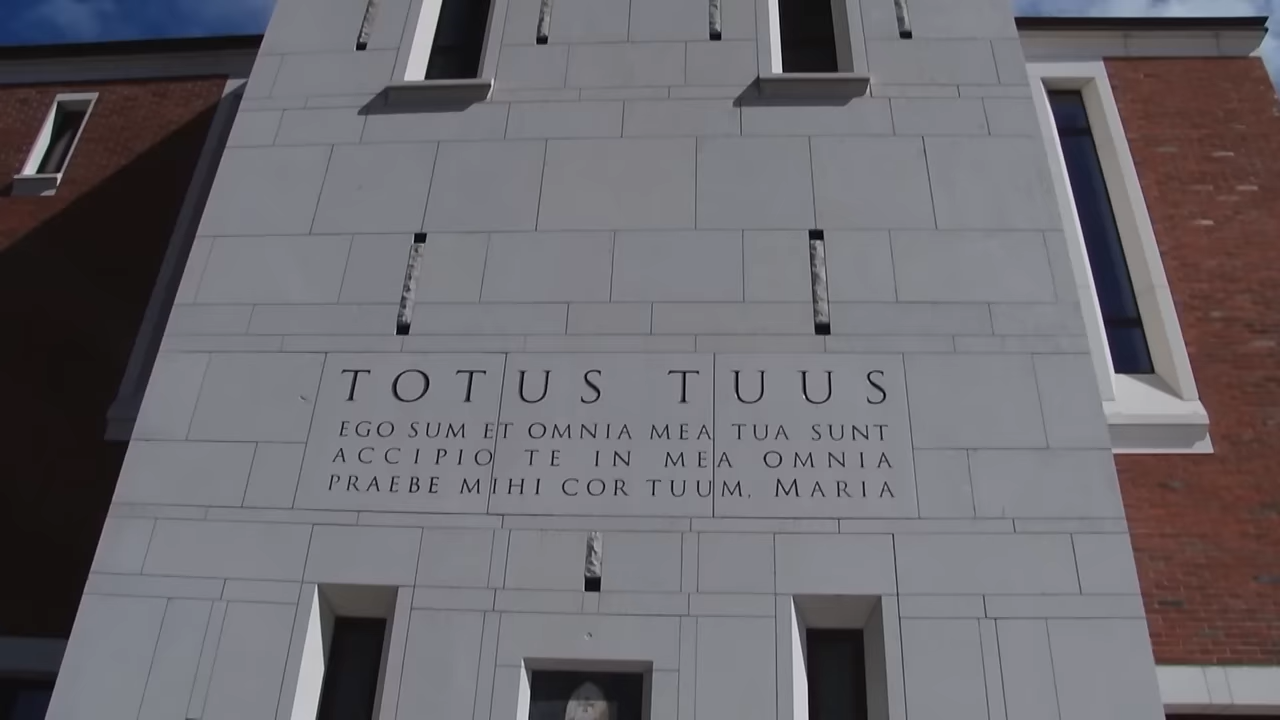 TOTUS TUUS
EGO SUM ET OMNIA MEA TUA SUNT
ACCIPIO TE IN MEA OMNIA
PRAEBE MIHI COR TUUM, MARIA